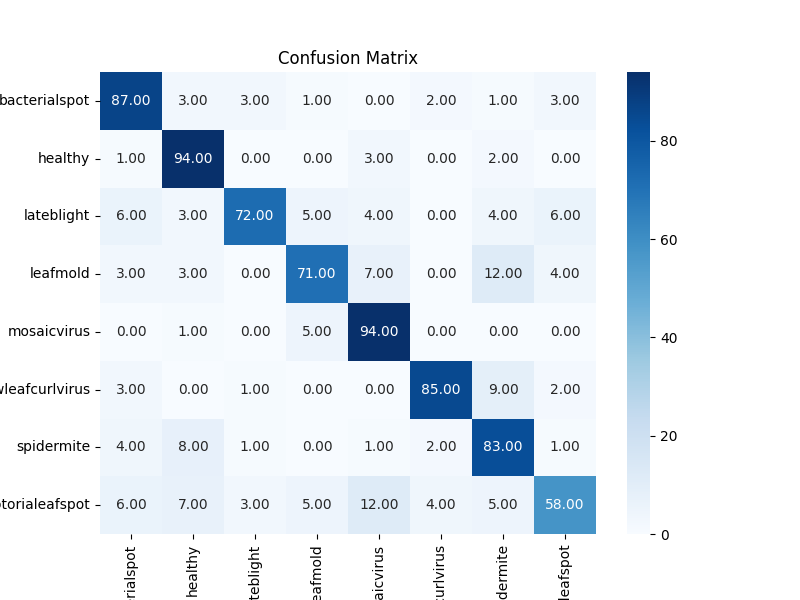 Confusion Matrix
bacterialspot 87.00 3.00 3.00 1.00 0.00 2.00 1.00 3.00
healthy 1.00 94.00 0.00 0.00 3.00 0.00 2.00 0.00
lateblight 6.00 3.00 72.00 5.00 4.00 0.00 4.00 6.00
leafmold 3.00 3.00 0.00 71.00 7.00 0.00 12.00 4.00
mosaicvirus 0.00 1.00 0.00 5.00 94.00 0.00 0.00 0.00
wleafcurlvirus 3.00 0.00 1.00 0.00 0.00 85.00 9.00 2.00
spidermite 4.00 8.00 1.00 0.00 1.00 2.00 83.00 1.00
torialeafspot 6.00 7.00 3.00 5.00 12.00 4.00 5.00 58.00
rialspot healthy teblight eafmold aicvirus curlvirus dermite leafspot
80
60
40
20
0